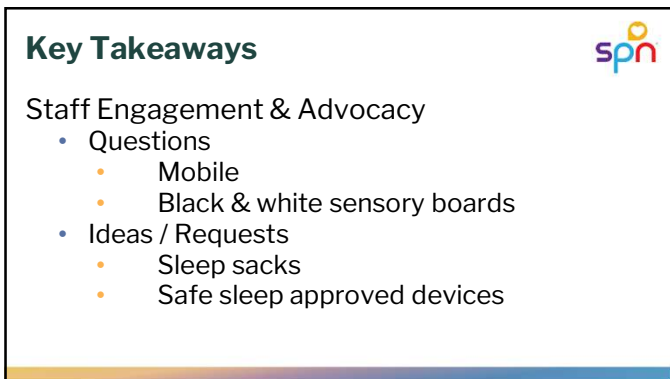 Key Takeaways
spn
Staff Engagement & Advocacy
• Questions
• Mobile
• Black & white sensory boards
• Ideas / Requests
• Sleep sacks
• Safe sleep approved devices